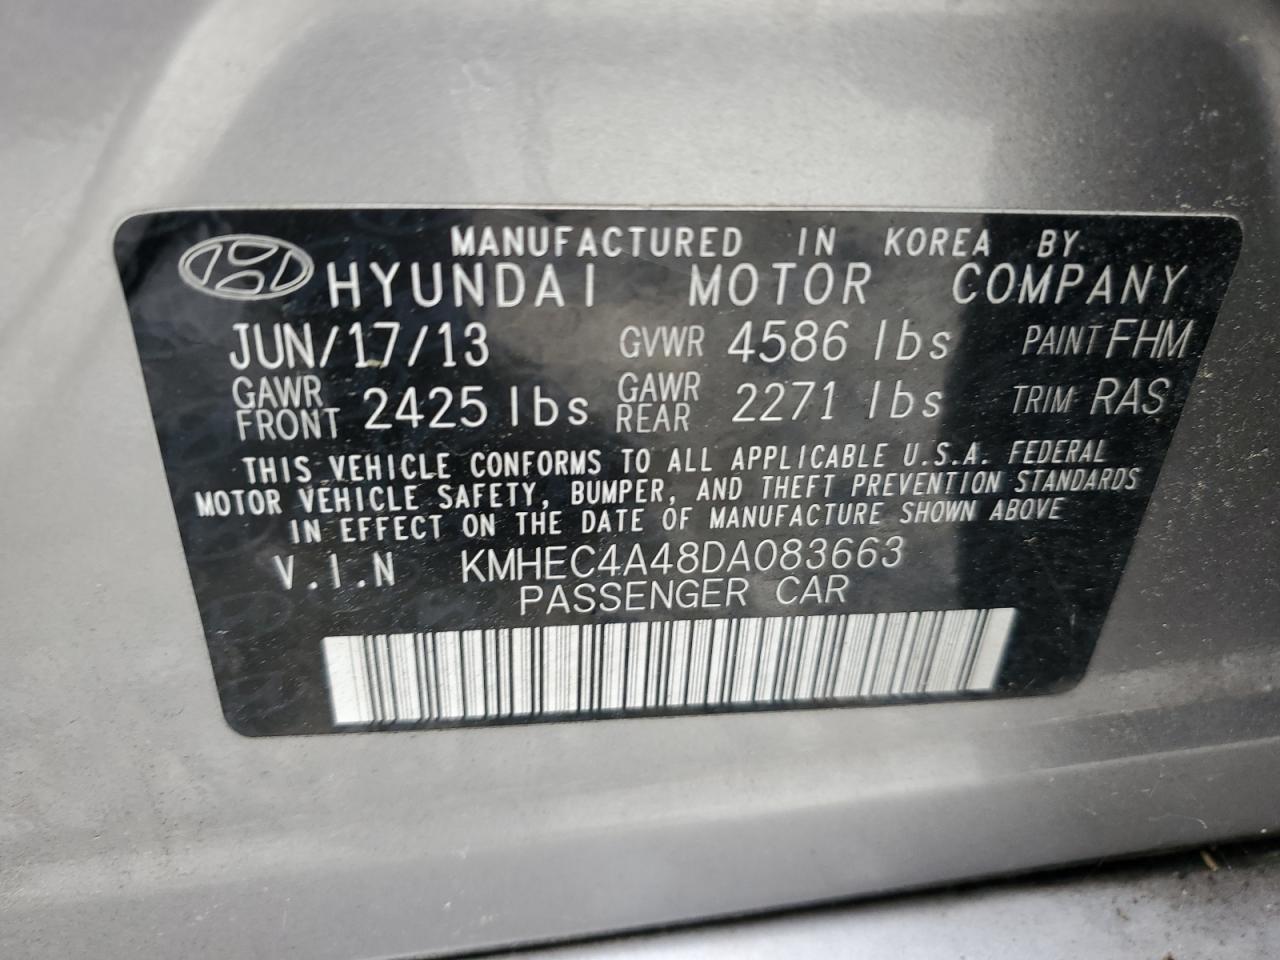 MANUFACTURED IN KOREA BY
HYUNDAI MOTOR COMPANY
JUN/17/13 GVWR 4586 lbs PAINT FHM
GAWR FRONT 2425 lbs GAWR REAR 2271 lbs TRIM RAS
THIS VEHICLE CONFORMS TO ALL APPLICABLE U.S.A. FEDERAL
MOTOR VEHICLE SAFETY, BUMPER, AND THEFT PREVENTION STANDARDS
IN EFFECT ON THE DATE OF MANUFACTURE SHOWN ABOVE
V.I.N KMHEC4A48DA083663
PASSENGER CAR